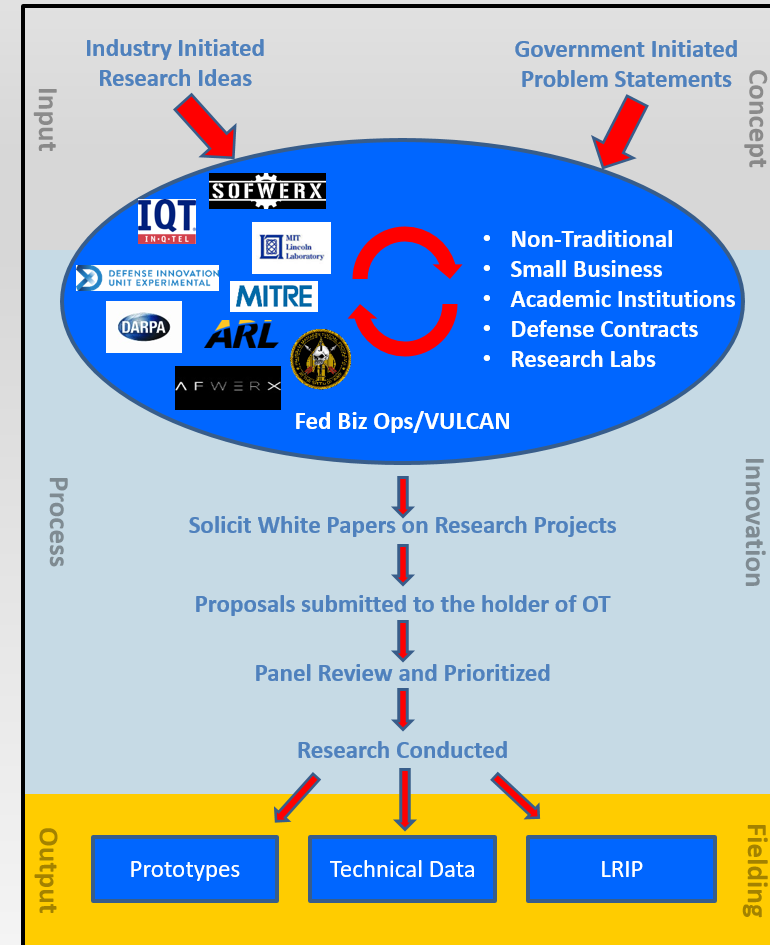 Industry Initiated
Research Ideas
Government Initiated
Problem Statements
Input
Concept
SOFWERX
IQT
IN·Q·TEL
MIT
Lincoln
Laboratory
DEFENSE INNOVATION
UNIT EXPERIMENTAL
MITRE
DARPA
ARL
AFWERX
• Non-Traditional
• Small Business
• Academic Institutions
• Defense Contracts
• Research Labs
Fed Biz Ops/VULCAN
Process
Innovation
Solicit White Papers on Research Projects
Proposals submitted to the holder of OT
Panel Review and Prioritized
Research Conducted
Output
Fielding
Prototypes
Technical Data
LRIP